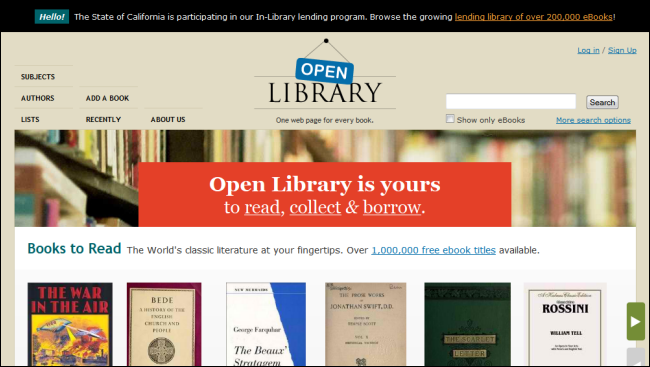 Hello! The State of California is participating in our In-Library lending program. Browse the growing lending library of over 200,000 eBooks!
Log in / Sign Up
OPEN
LIBRARY
One web page for every book.
SUBJECTS
AUTHORS ADD A BOOK
LISTS RECENTLY ABOUT US
Search
Show only eBooks
More search options
Open Library is yours
to read, collect & borrow.
Books to Read The World's classic literature at your fingertips. Over 1,000,000 free ebook titles available.
THE WAR
IN THE AIR
BEDE
A HISTORY OF THE
ENGLISH
CHURCH AND
PEOPLE
NEW MERMAIDS
George Farquhar
The Beaux'
Stratagem
THE PROSE WORKS
OF
JONATHAN SWIFT, D.D.
THE SCARLET
LETTER
ROSSINI
WILLIAM TELL